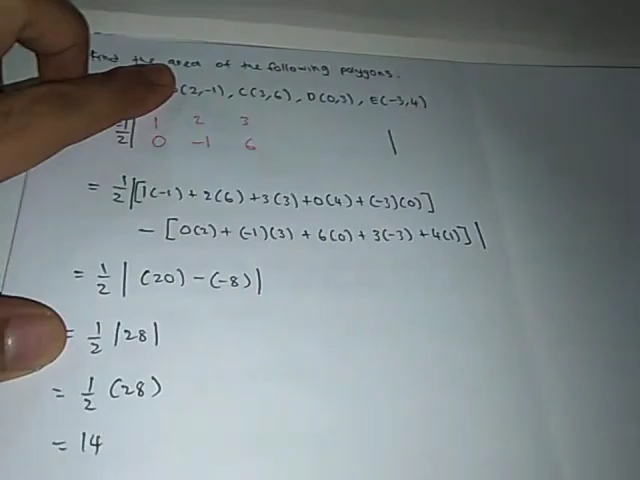 Find the area of the following polygons.
(2,-1), C(3,6), D(0,3), E(-3,4)
1 2 3
1/2 | 0 -1 6 |
= 1/2 |[1(-1) + 2(6) + 3(3) + 0(4) + (-3)(0)]
- [0(2) + (-1)(3) + 6(0) + 3(-3) + 4(1)]|
= 1/2 | (20) - (-8)|
= 1/2 |28|
= 1/2 (28)
= 14